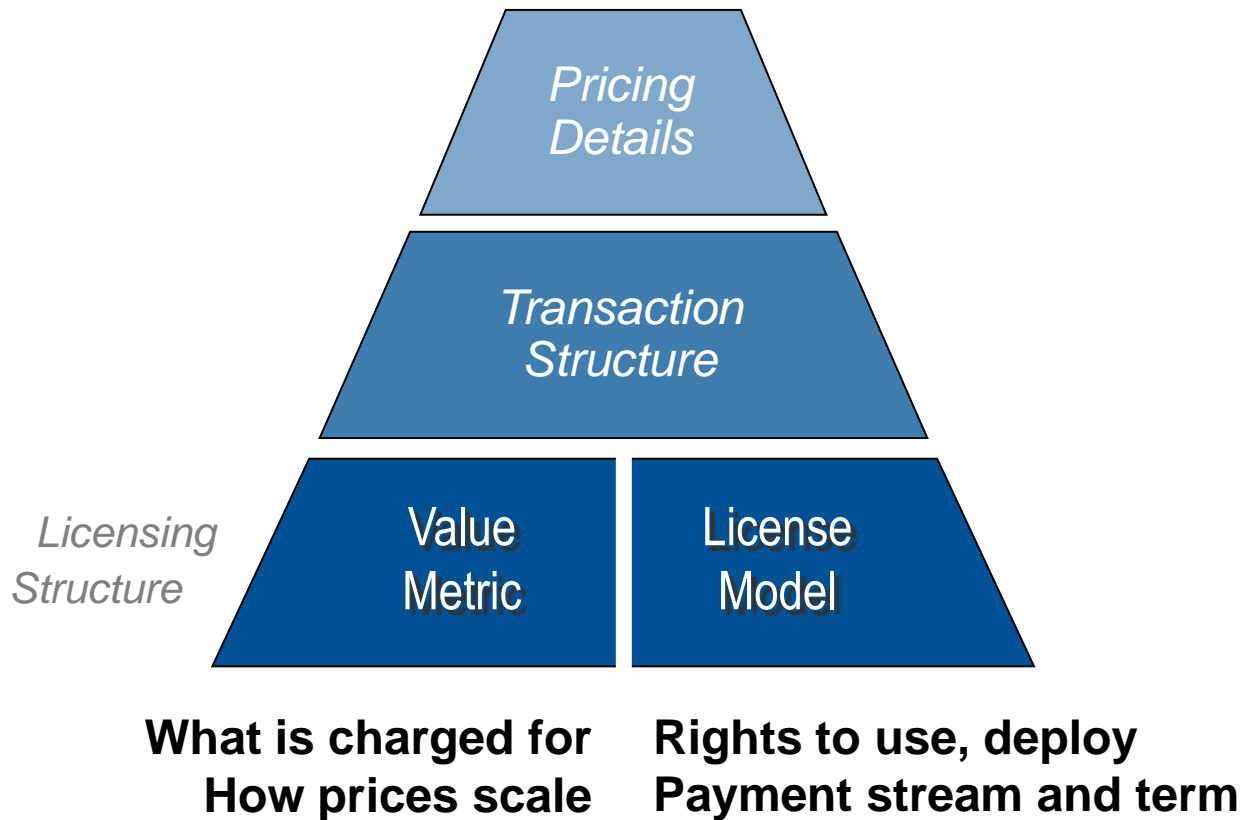 Pricing
Details
Transaction
Structure
Licensing
Structure
Value
Metric
License
Model
What is charged for
How prices scale
Rights to use, deploy
Payment stream and term